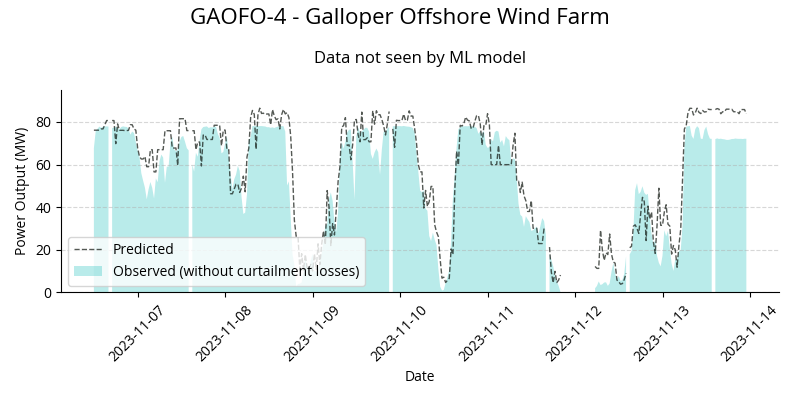 GAOFO-4 - Galloper Offshore Wind Farm
Data not seen by ML model
Power Output (MW)
80
60
40
20
0
Predicted
Observed (without curtailment losses)
2023-11-07
2023-11-08
2023-11-09
2023-11-10
2023-11-11
2023-11-12
2023-11-13
2023-11-14
Date